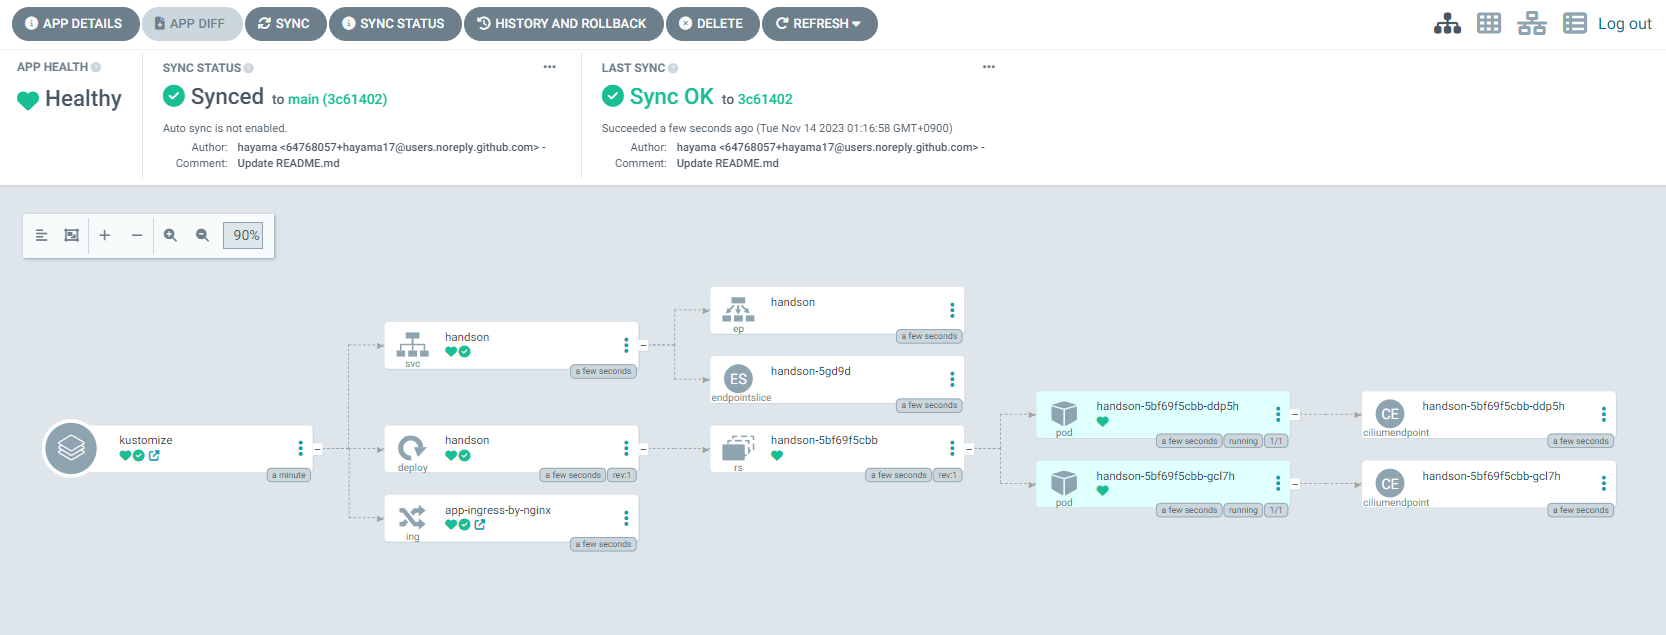 APP DETAILS
APP DIFF
SYNC
SYNC STATUS
HISTORY AND ROLLBACK
DELETE
REFRESH
Log out
APP HEALTH
Healthy
SYNC STATUS
Synced to main (3c61402)
Auto sync is not enabled.
Author: hayama <64768057+hayama17@users.noreply.github.com> -
Comment: Update README.md
LAST SYNC
Sync OK to 3c61402
Succeeded a few seconds ago (Tue Nov 14 2023 01:16:58 GMT+0900)
Author: hayama <64768057+hayama17@users.noreply.github.com> -
Comment: Update README.md
90%
kustomize
a minute
handson
svc
a few seconds
handson
deploy
a few seconds rev:1
app-ingress-by-nginx
ing
a few seconds
handson
ep
a few seconds
ES
handson-5gd9d
endpointslice
a few seconds
handson-5bf69f5cbb
rs
a few seconds rev:1
handson-5bf69f5cbb-ddp5h
pod
a few seconds running 1/1
handson-5bf69f5cbb-gcl7h
pod
a few seconds running 1/1
CE
handson-5bf69f5cbb-ddp5h
ciliumendpoint
a few seconds
CE
handson-5bf69f5cbb-gcl7h
ciliumendpoint
a few seconds